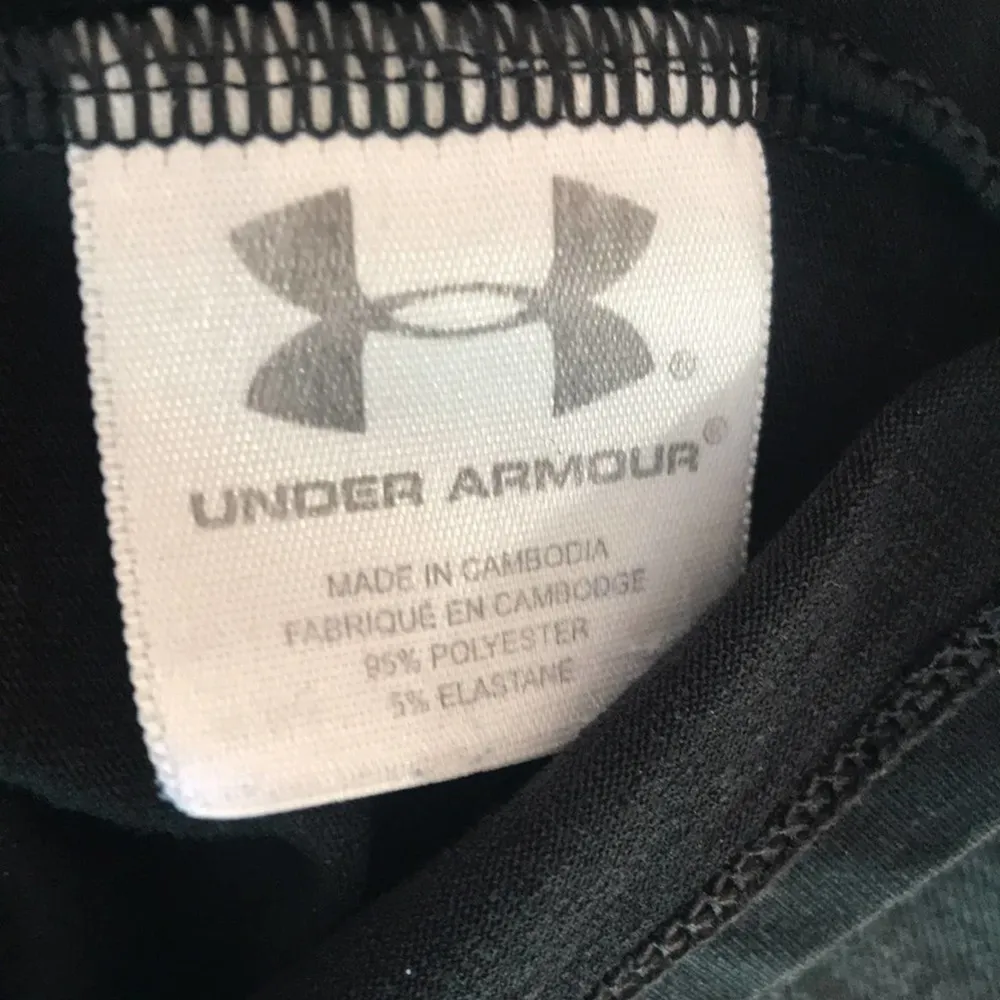 ®
UNDER ARMOUR®
MADE IN CAMBODIA
FABRIQUÉ EN CAMBODGE
95% POLYESTER
5% ELASTANE